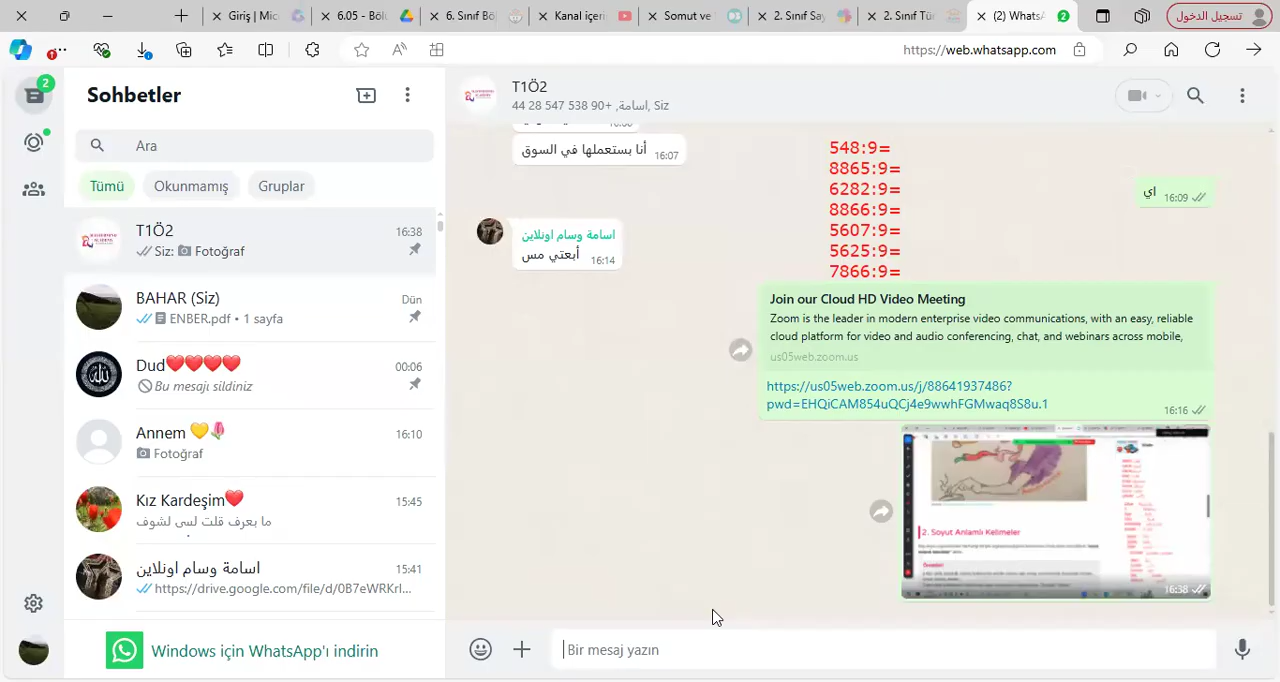 Giriş | Mic
6.05 - Bölü
6. Sınıf Böl
Kanal içeri
Somut ve
2. Sınıf Say
2. Sınıf Tür
(2) WhatsA
2
تسجيل الدخول
https://web.whatsapp.com
2
Sohbetler
Ara
Tümü
Okunmamış
Gruplar
T1Ö2
16:38
Siz: Fotoğraf
BAHAR (Siz)
Dün
ENBER.pdf • 1 sayfa
Dud❤️❤️❤️❤️
00:06
Bu mesajı sildiniz
Annem 💛🌷
16:10
Fotoğraf
Kız Kardeşim❤️
15:45
ما بعرف قلت لبنى لشوف
اسامة وسام اونلاين
15:41
https://drive.google.com/file/d/0B7eWRKrI...
Windows için WhatsApp'ı indirin
T1Ö2
اسامة, +90 538 547 28 44, Siz
أنا بستعملها في السوق
16:07
548:9=
8865:9=
6282:9=
8866:9=
5607:9=
5625:9=
7866:9=
اي
16:09
اسامة وسام اونلاين
أبعتي مس
16:14
Join our Cloud HD Video Meeting
Zoom is the leader in modern enterprise video communications, with an easy, reliable
cloud platform for video and audio conferencing, chat, and webinars across mobile,
us05web.zoom.us
https://us05web.zoom.us/j/88641937486?
pwd=EHQiCAM854uQCj4e9wwhFGMwaq8S8u.1
16:16
2. Soyut Anlamlı Kelimeler
16:38
Bir mesaj yazın